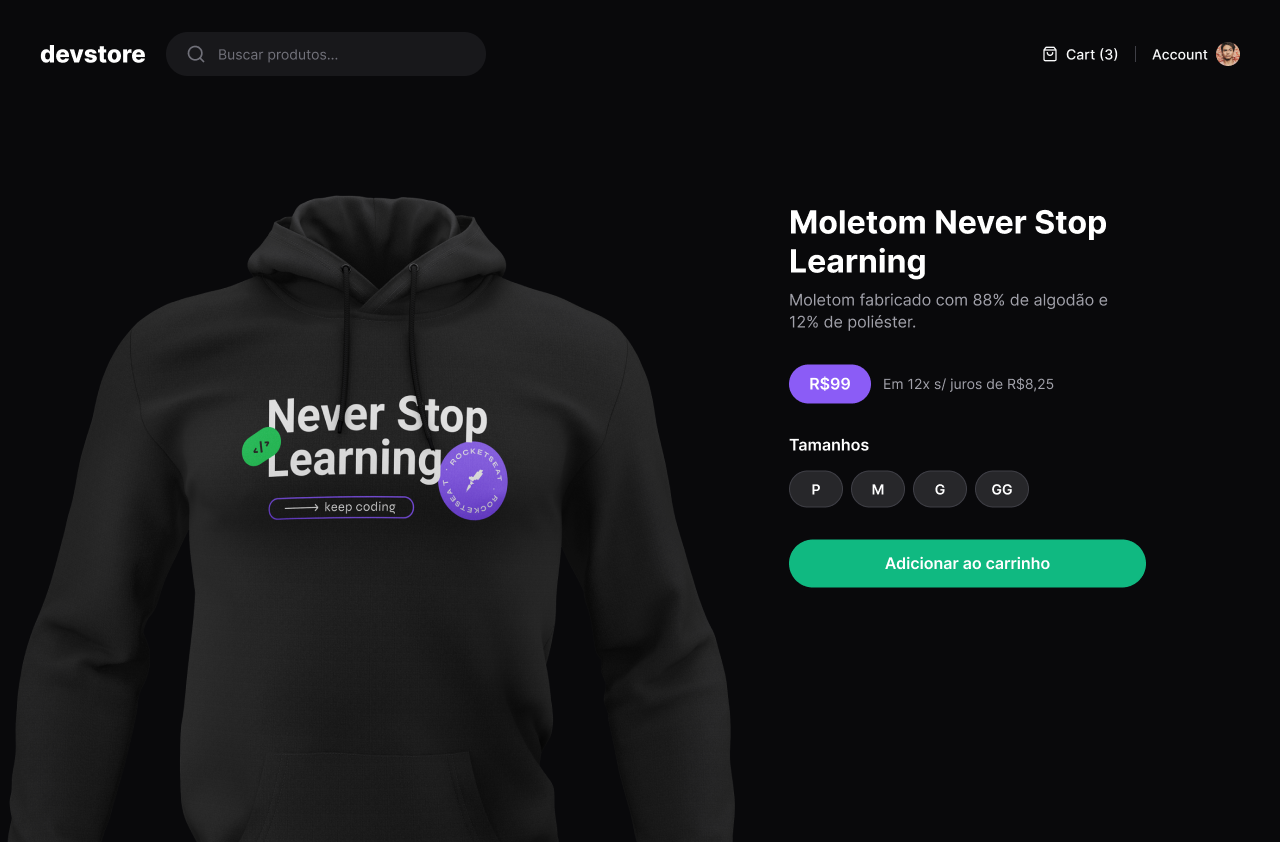 devstore
Buscar produtos...
Cart (3)
Account
Moletom Never Stop
Learning
Moletom fabricado com 88% de algodão e
12% de poliéster.
R$99
Em 12x s/ juros de R$8,25
Tamanhos
P
M
G
GG
Adicionar ao carrinho
Never Stop
Learning
</>
ROCKETSEAT · ROCKETSEAT ·
keep coding